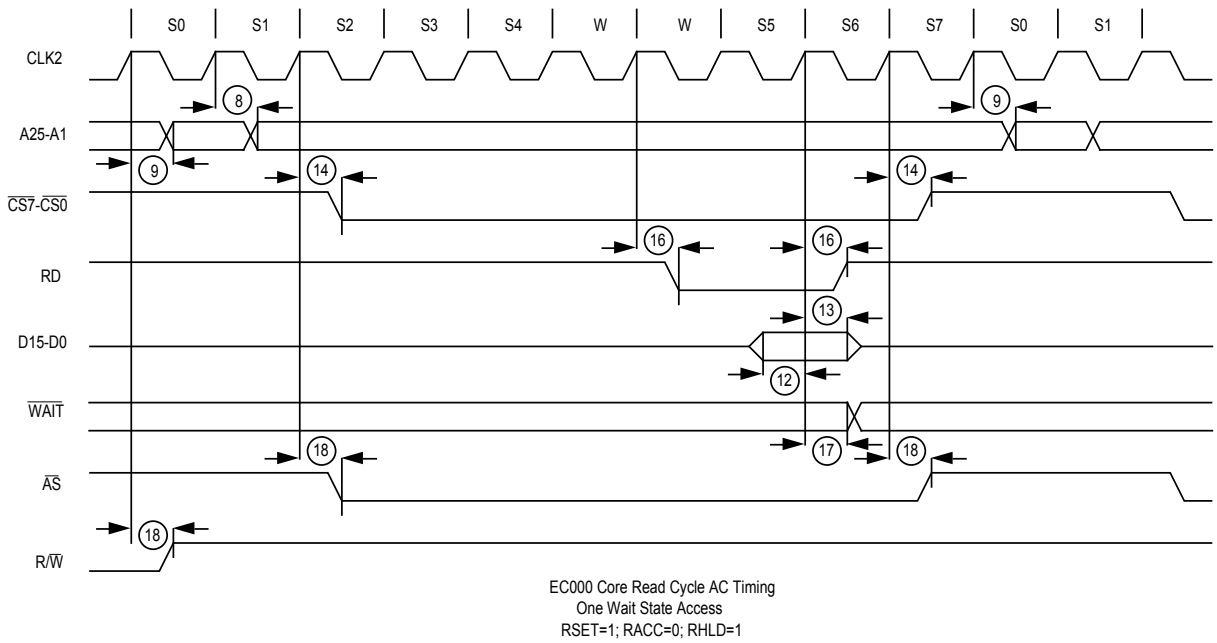 S0 S1 S2 S3 S4 W W S5 S6 S7 S0 S1
CLK2
8 9
A25-A1
9 14 14
CS7-CS0
16 16
RD
13
D15-D0
12
WAIT
18 17 18
AS
18
R/W
EC000 Core Read Cycle AC Timing
One Wait State Access
RSET=1; RACC=0; RHLD=1